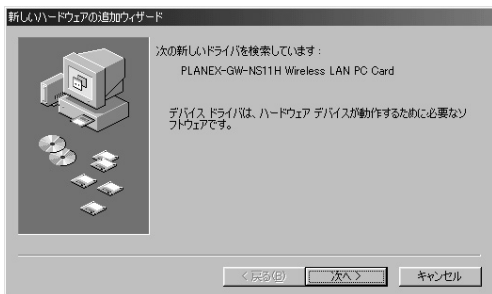 新しいハードウェアの追加ウィザード
次の新しいドライバを検索しています：
PLANEX-GW-NS11H Wireless LAN PC Card
デバイス ドライバは、ハードウェア デバイスが動作するために必要なソ
フトウェアです。
< 戻る(B)
次へ >
キャンセル